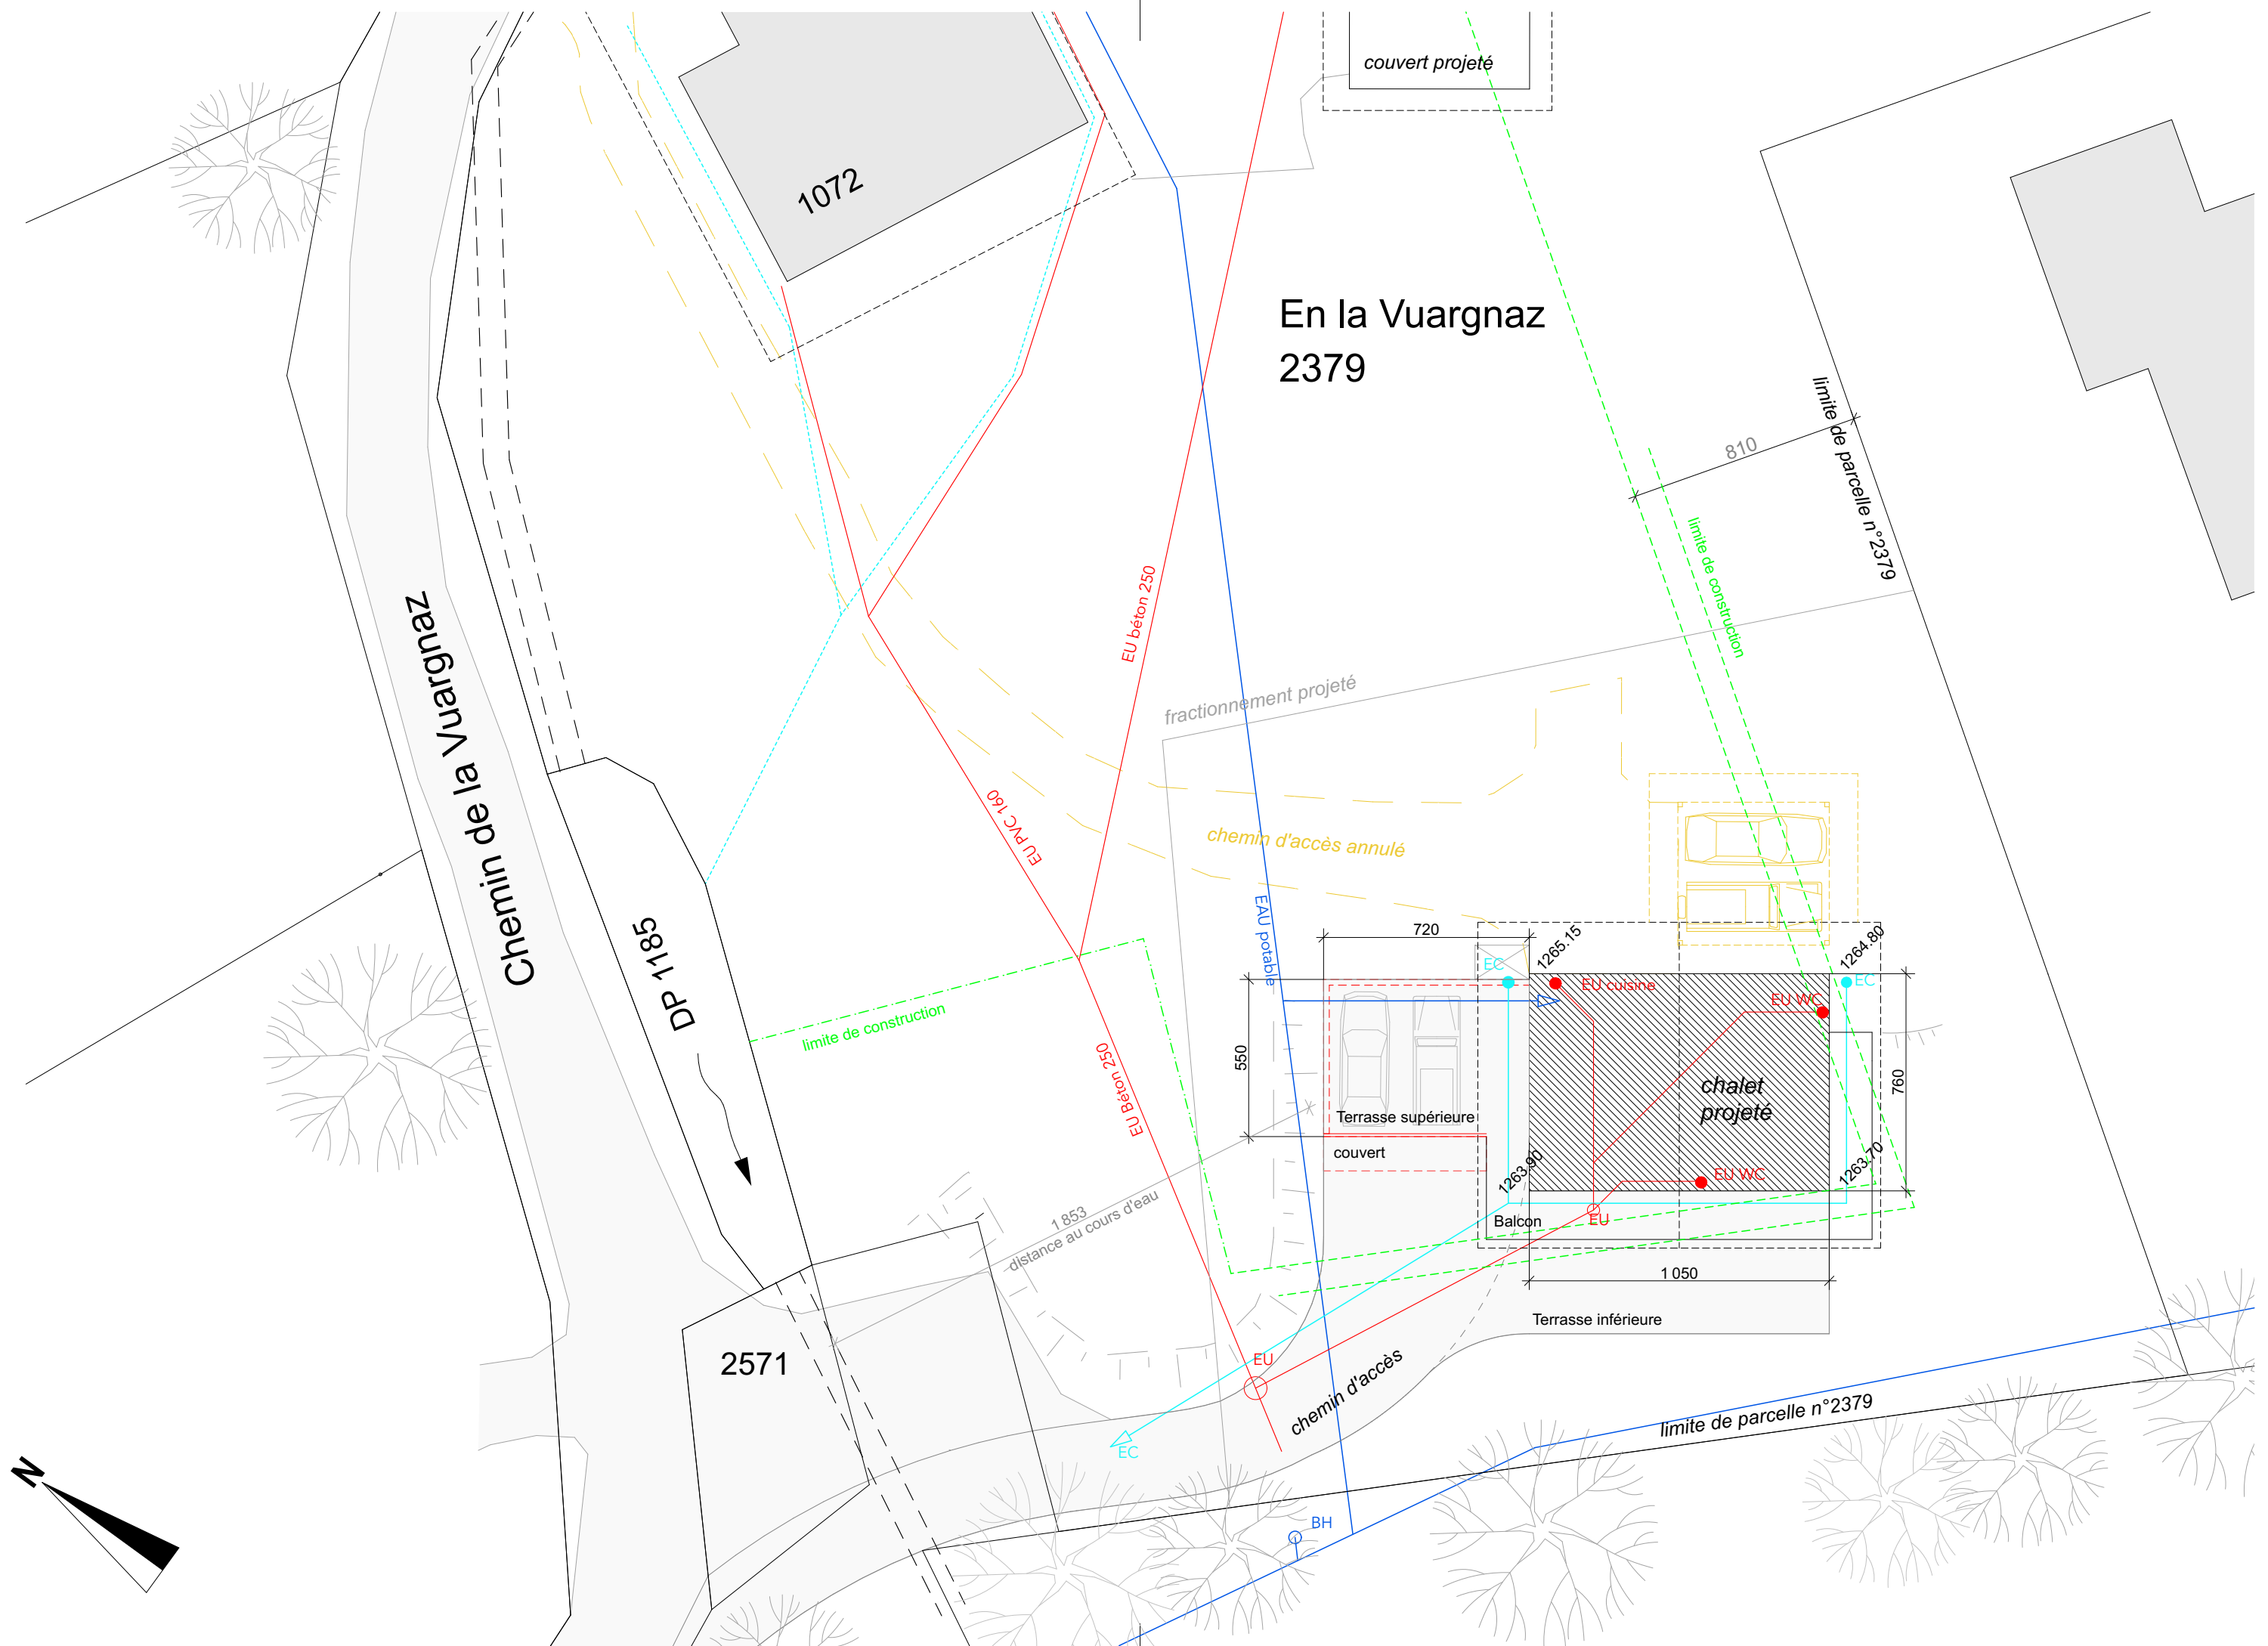 couvert projeté
1072
En la Vuargnaz
2379
810
limite de parcelle n°2379
limite de construction
EU béton 250
Chemin de la Vuargnaz
fractionnement projeté
EU PVC 160
chemin d'accès annulé
EAU potable
DP 1185
720
1265.15
1264.80
EC
EU cuisine
EC
EU WC
limite de construction
550
EU Béton 250
chalet
projeté
760
Terrasse supérieure
couvert
1263.90
EU WC
1263.70
1 853
distance au cours d'eau
Balcon
EU
1 050
Terrasse inférieure
2571
EU
chemin d'accès
limite de parcelle n°2379
EC
N
BH